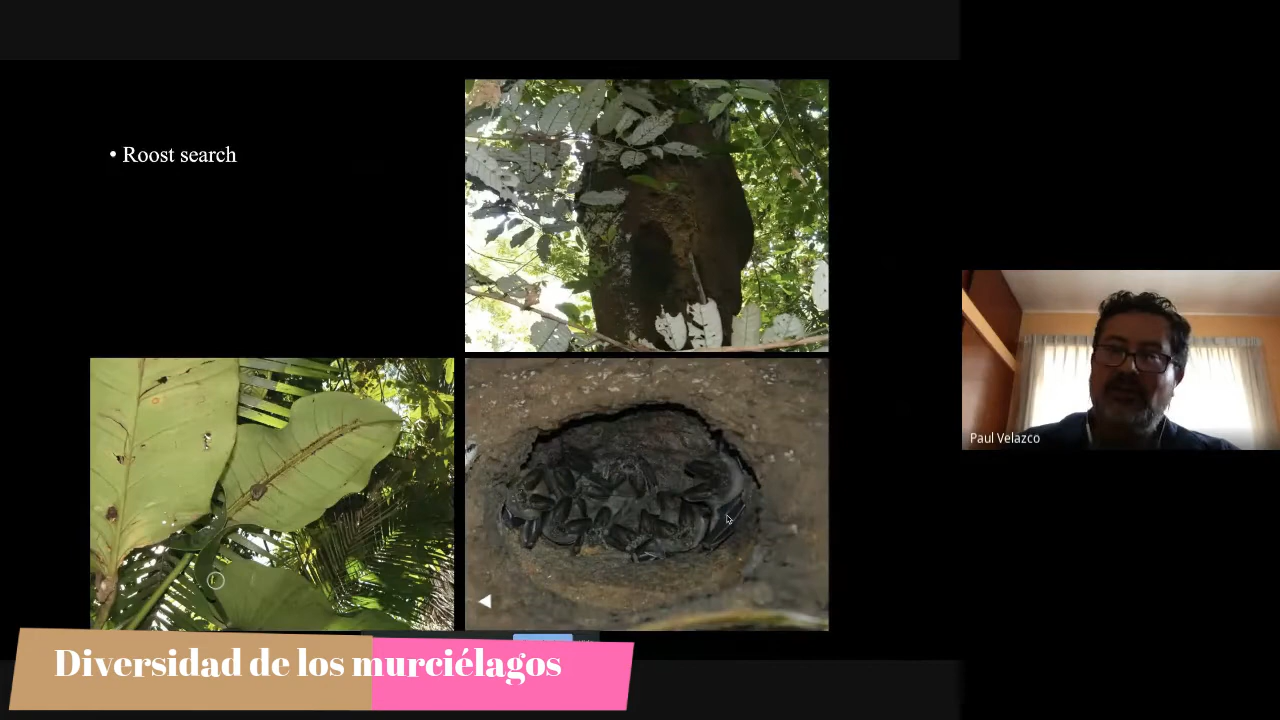 • Roost search
Paul Velazco
Diversidad de los murciélagos